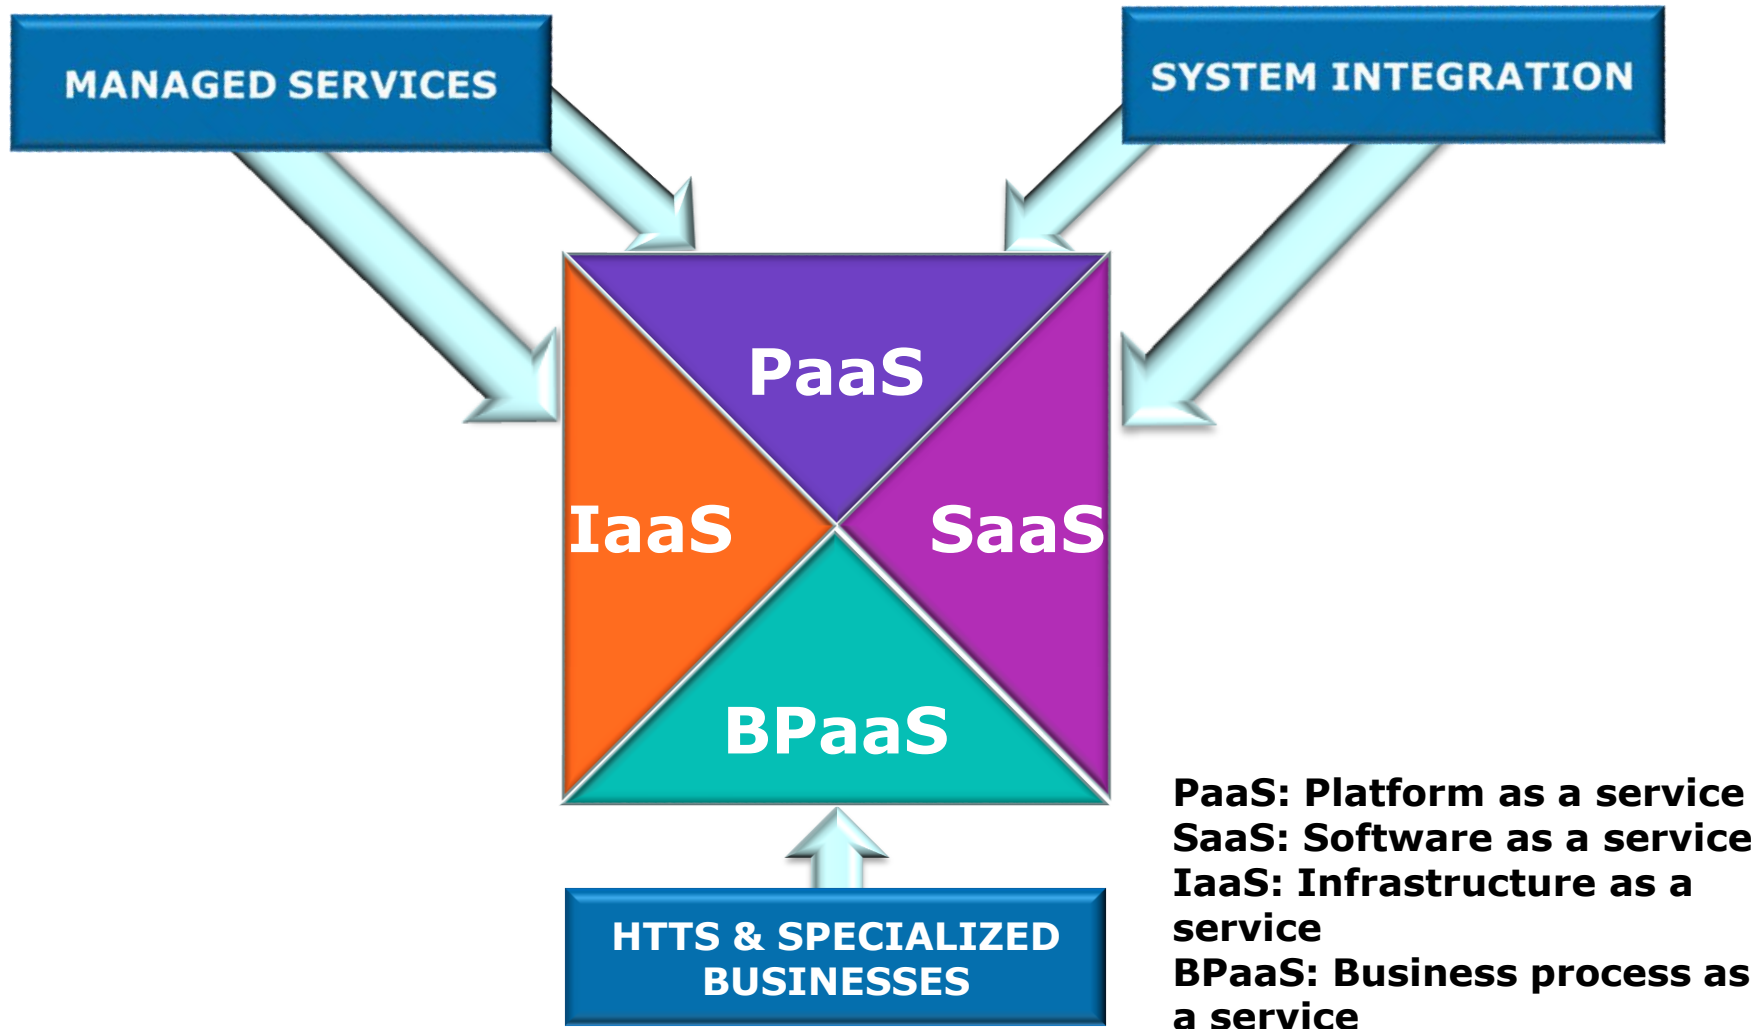 MANAGED SERVICES
SYSTEM INTEGRATION
PaaS
IaaS
SaaS
BPaaS
HTTS & SPECIALIZED
BUSINESSES
PaaS: Platform as a service
SaaS: Software as a service
IaaS: Infrastructure as a
service
BPaaS: Business process as
a service